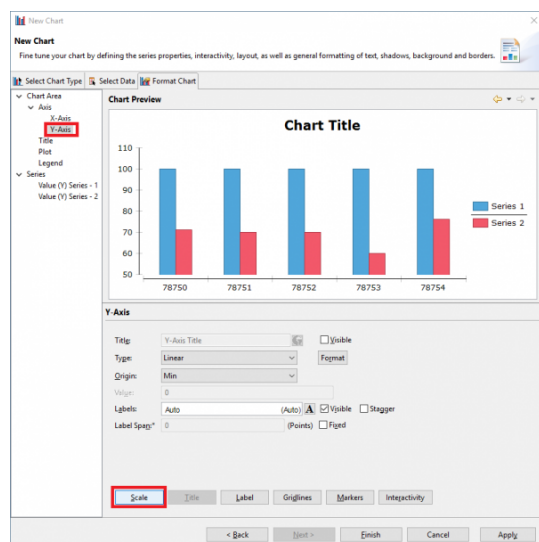 New Chart
New Chart
Fine tune your chart by defining the series properties, interactivity, layout, as well as general formatting of text, shadows, background and borders.
Select Chart Type Select Data Format Chart
Chart Area
Axis
X-Axis
Y-Axis
Title
Plot
Legend
Series
Value (Y) Series - 1
Value (Y) Series - 2
Chart Preview
Chart Title
110
100
90
80
70
60
50
78750 78751 78752 78753 78754
Series 1
Series 2
Y-Axis
Title: Y-Axis Title Visible
Type: Linear Format
Origin: Min
Value: 0
Labels: Auto (Auto) A Visible Stagger
Label Span:* 0 (Points) Fixed
Scale Title Label Gridlines Markers Interactivity
< Back Next > Finish Cancel Apply